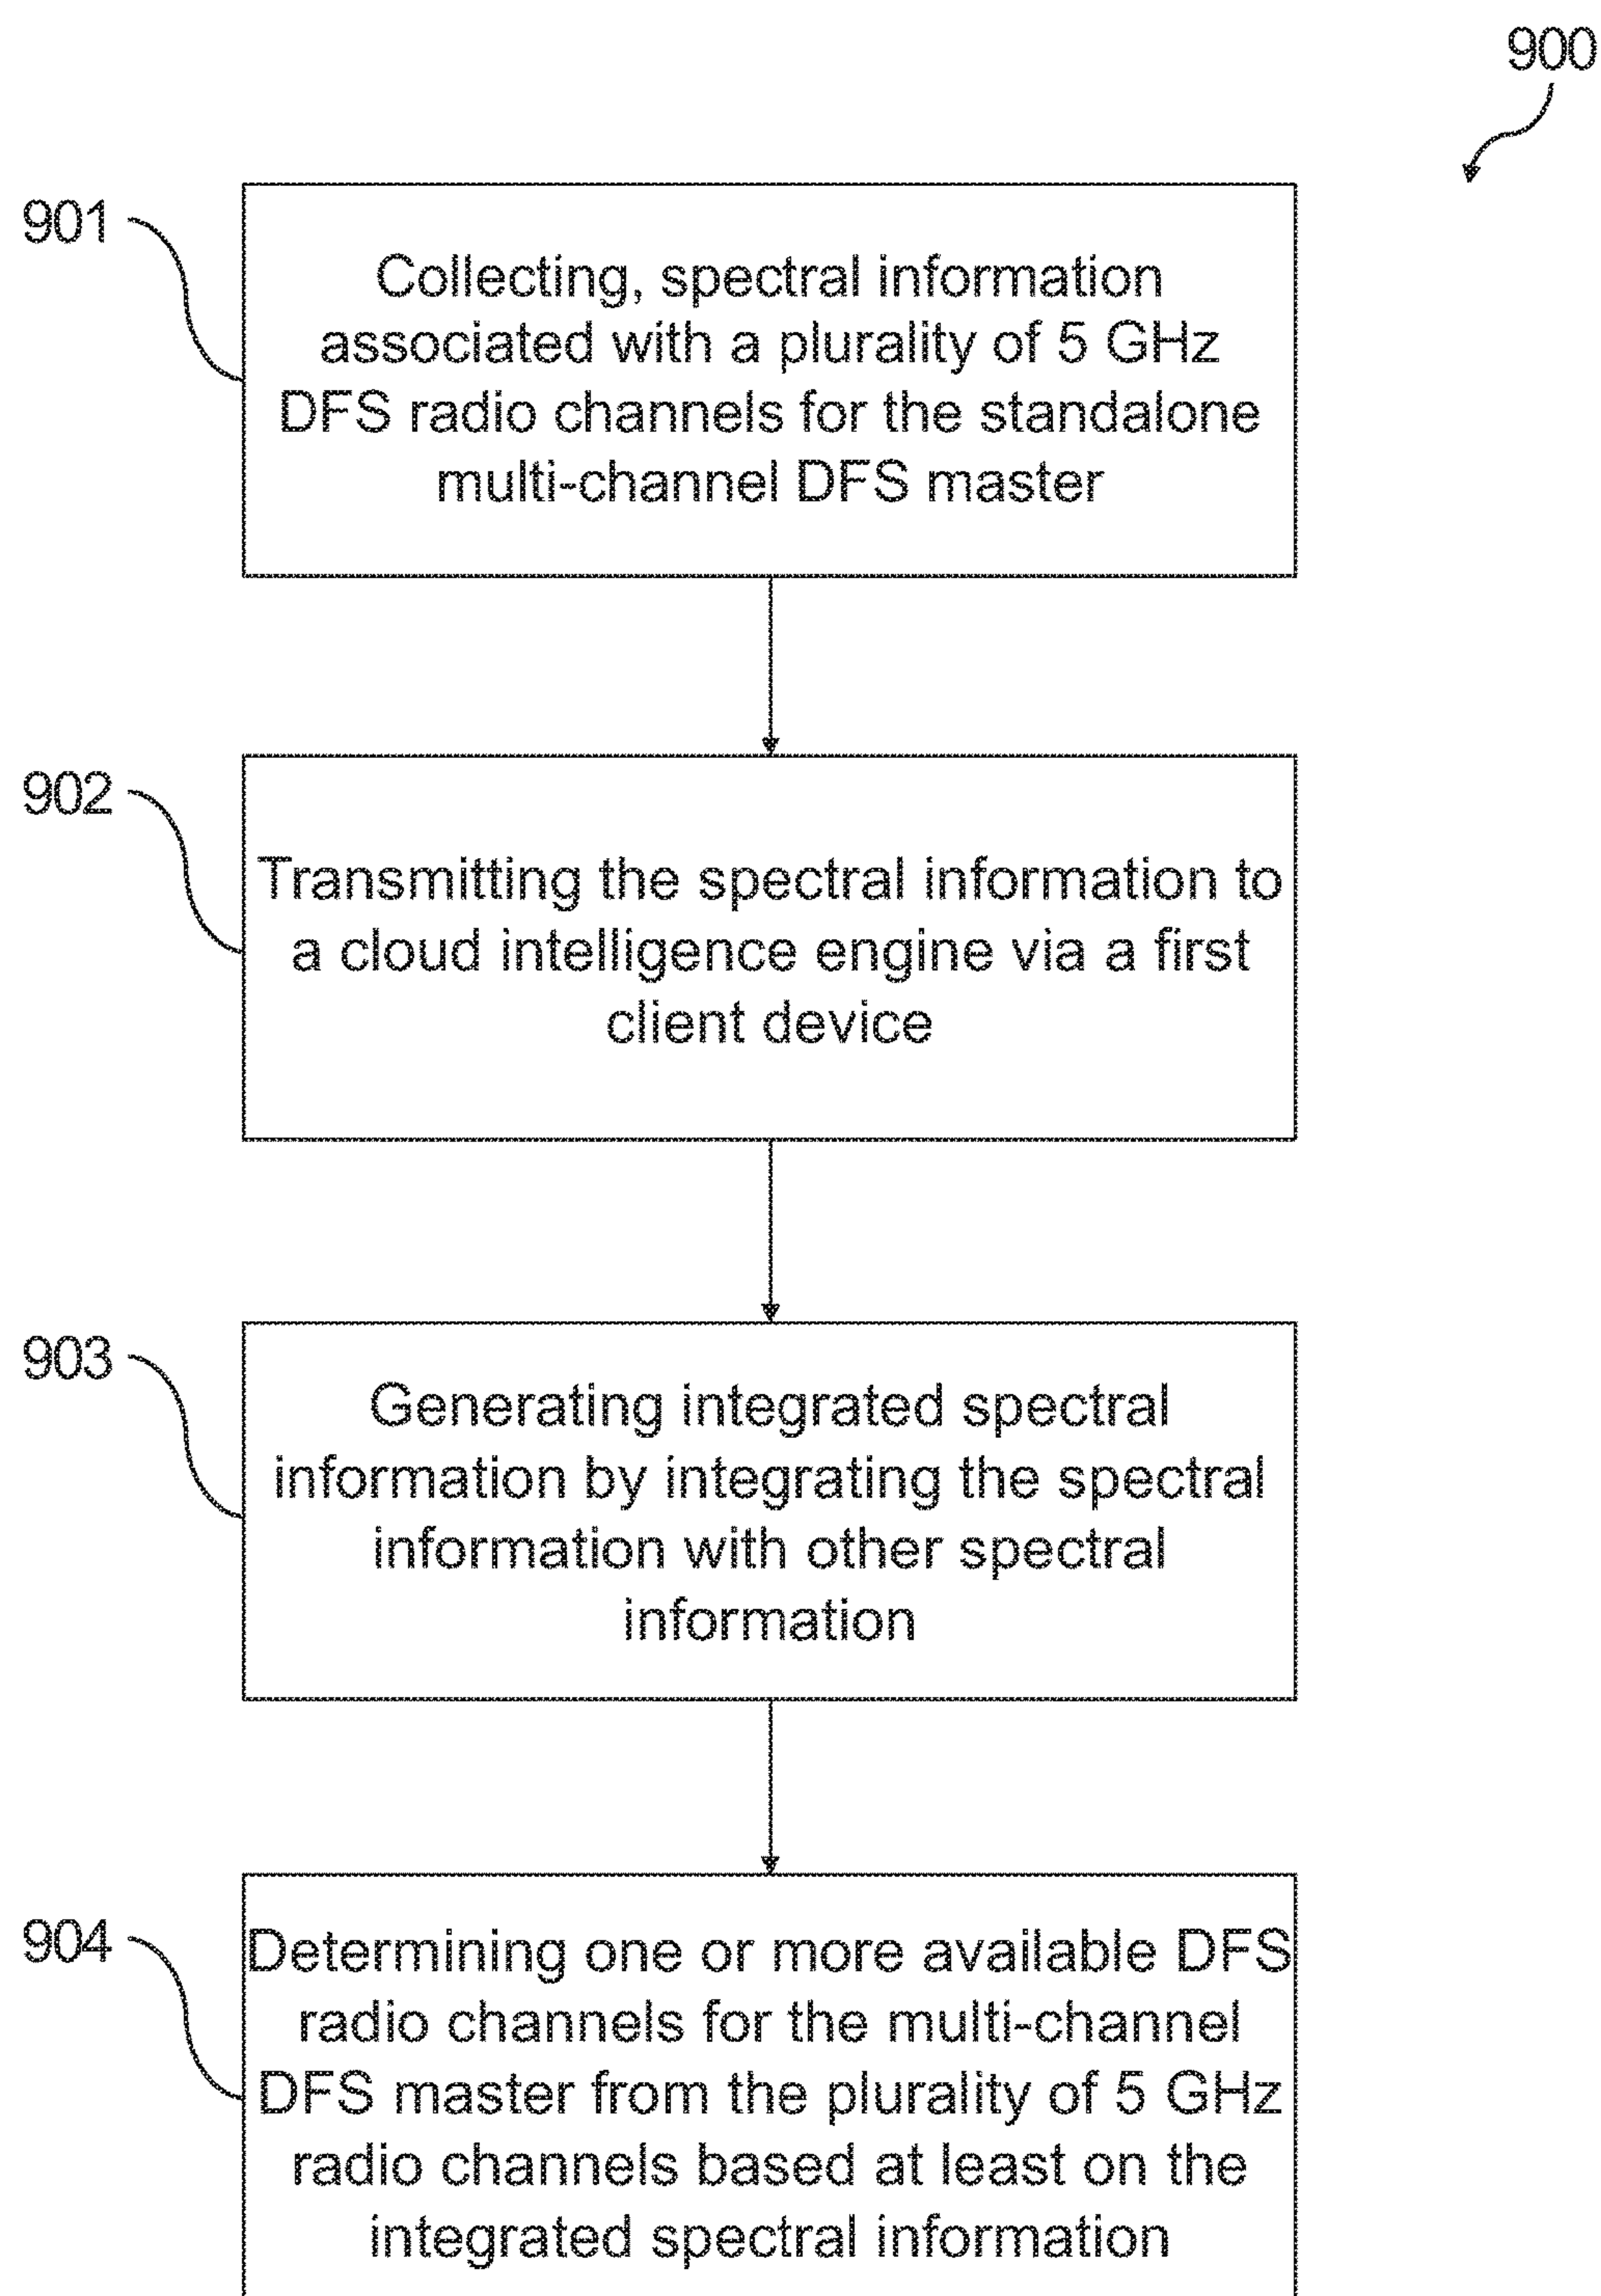 900
901
Collecting, spectral information
associated with a plurality of 5 GHz
DFS radio channels for the standalone
multi-channel DFS master
902
Transmitting the spectral information to
a cloud intelligence engine via a first
client device
903
Generating integrated spectral
information by integrating the spectral
information with other spectral
information
904
Determining one or more available DFS
radio channels for the multi-channel
DFS master from the plurality of 5 GHz
radio channels based at least on the
integrated spectral information